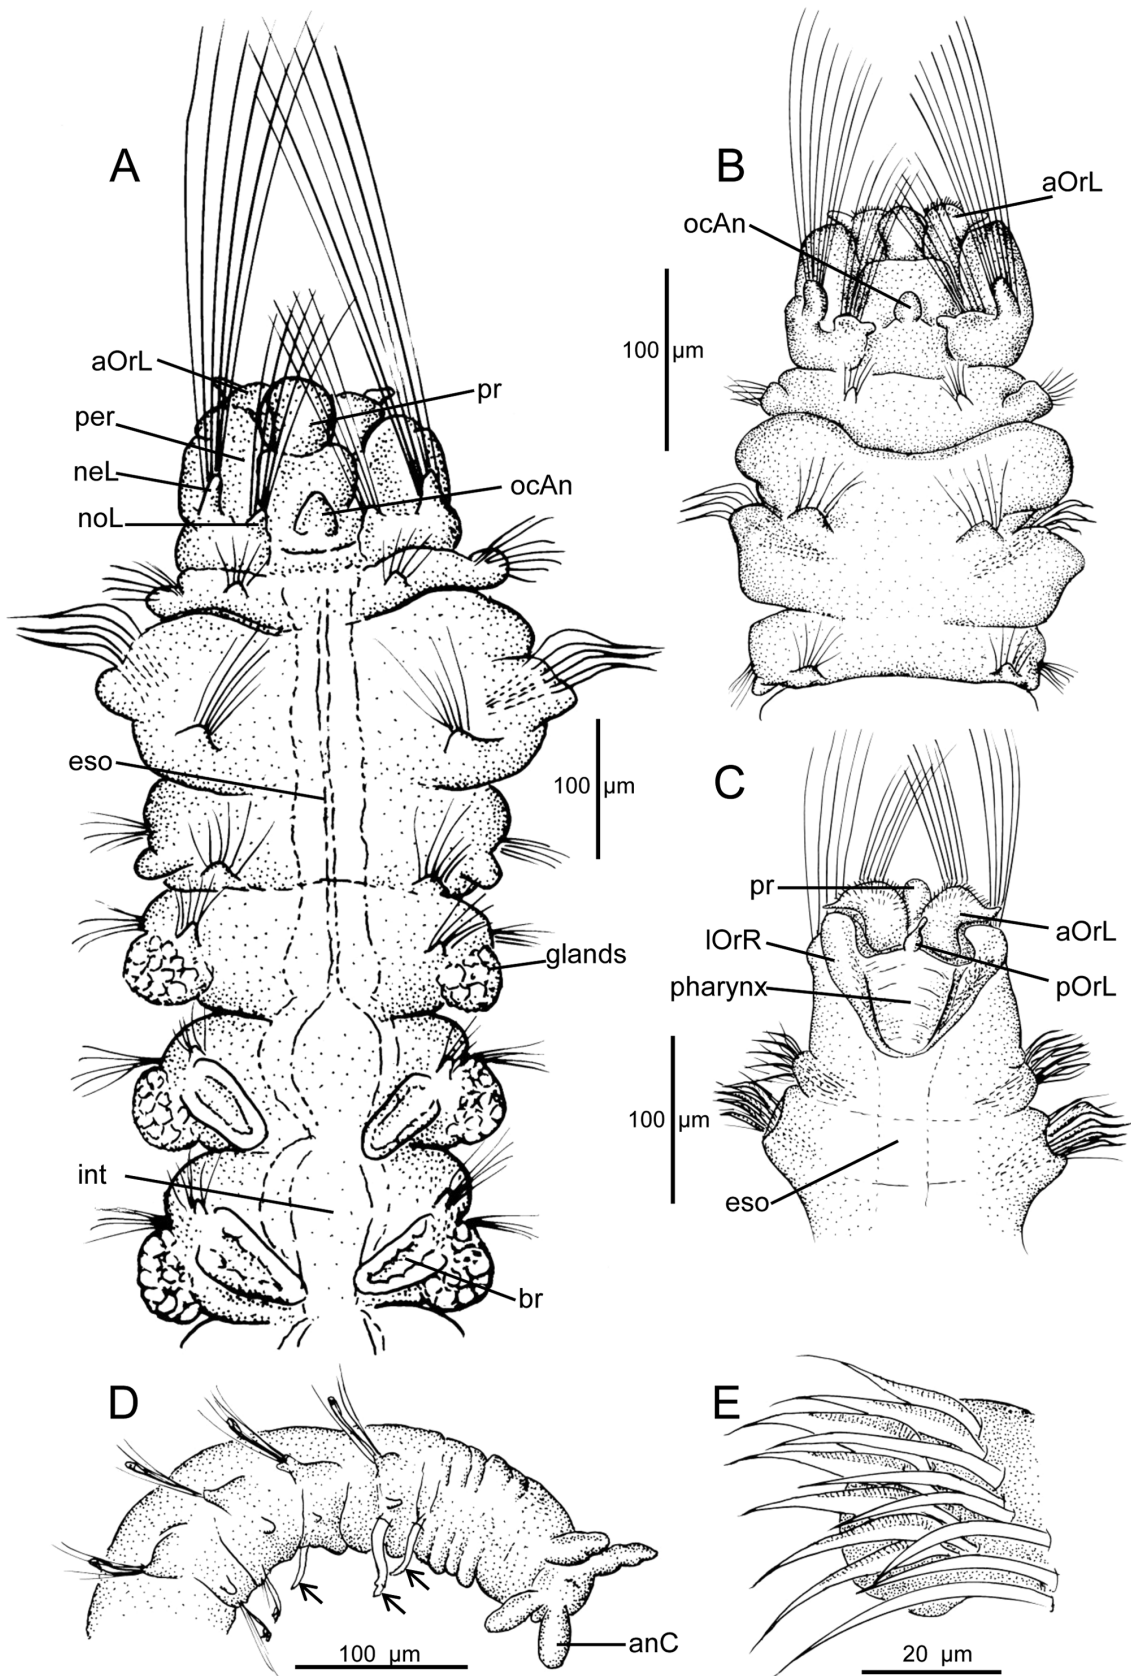 A
aOrL
per
neL
noL
pr
ocAn
eso
100 µm
glands
int
br
B
aOrL
ocAn
100 µm
C
pr
lOrR
pharynx
aOrL
pOrL
100 µm
eso
D
100 µm
anC
E
20 µm